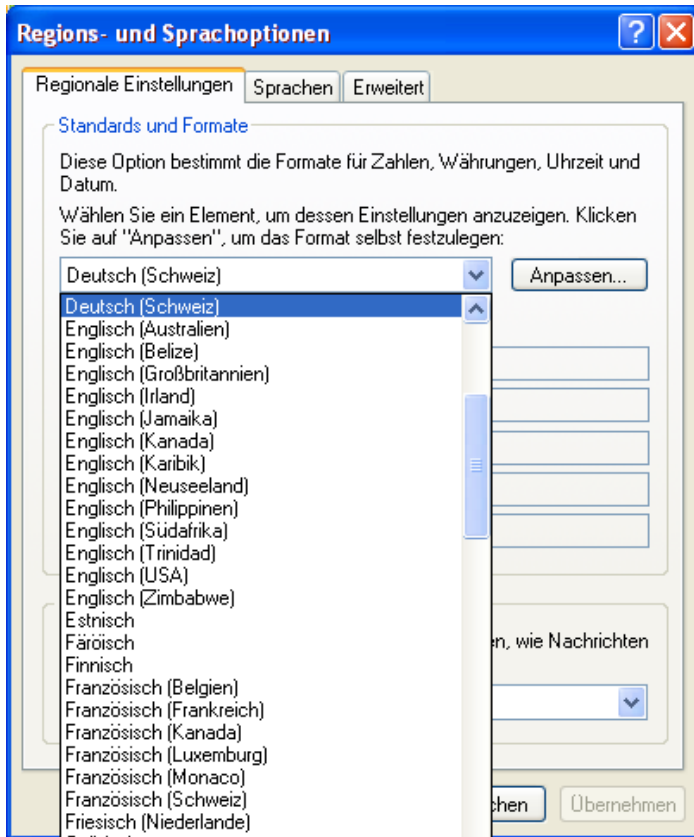 Regions- und Sprachoptionen
Regionale Einstellungen Sprachen Erweitert
Standards und Formate
Diese Option bestimmt die Formate für Zahlen, Währungen, Uhrzeit und
Datum.
Wählen Sie ein Element, um dessen Einstellungen anzuzeigen. Klicken
Sie auf "Anpassen", um das Format selbst festzulegen:
Deutsch (Schweiz) Anpassen...
Deutsch (Schweiz)
Englisch (Australien)
Englisch (Belize)
Englisch (Großbritannien)
Englisch (Irland)
Englisch (Jamaika)
Englisch (Kanada)
Englisch (Karibik)
Englisch (Neuseeland)
Englisch (Philippinen)
Englisch (Südafrika)
Englisch (Trinidad)
Englisch (USA)
Englisch (Zimbabwe)
Estnisch
Färöisch
, wie Nachrichten
Finnisch
Französisch (Belgien)
Französisch (Frankreich)
Französisch (Kanada)
Französisch (Luxemburg)
Französisch (Monaco)
Französisch (Schweiz)
Friesisch (Niederlande)
Übernehmen